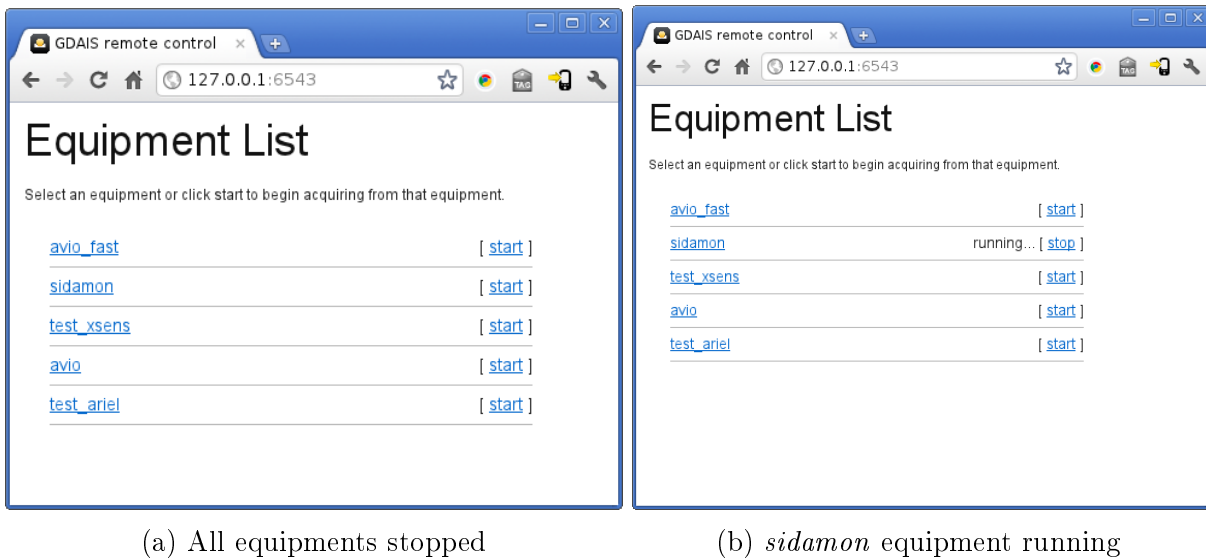 GDAIS remote control
127.0.0.1:6543
TAG
Equipment List
Select an equipment or click start to begin acquiring from that equipment.
avio_fast [ start ]
sidamon [ start ]
test_xsens [ start ]
avio [ start ]
test_ariel [ start ]
(a) All equipments stopped
GDAIS remote control
127.0.0.1:6543
TAG
Equipment List
Select an equipment or click start to begin acquiring from that equipment.
avio_fast [ start ]
sidamon running... [ stop ]
test_xsens [ start ]
avio [ start ]
test_ariel [ start ]
(b) sidamon equipment running